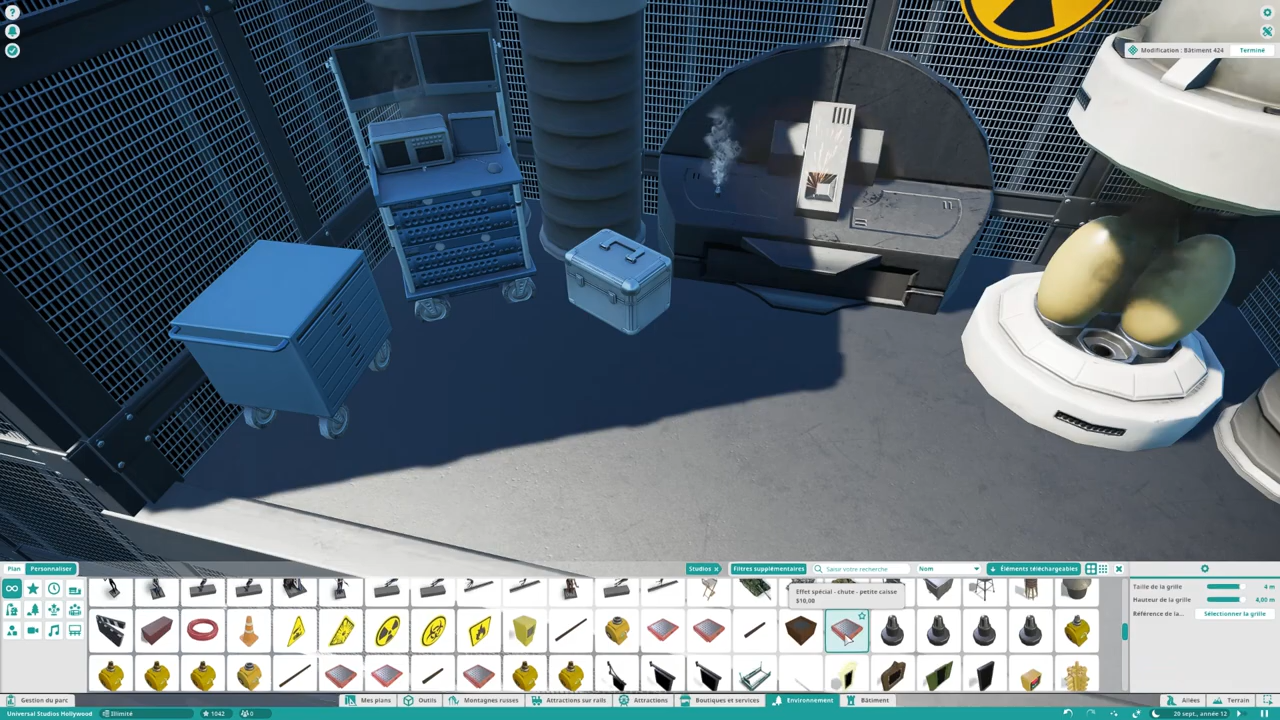 Modification : Bâtiment 424
Terminé
Plan
Personnaliser
Studios
Filtres supplémentaires
Saisir votre recherche
Nom
Éléments téléchargeables
Effet spécial - chute - petite caisse
$10,00
Taille de la grille
4 m
Hauteur de la grille
4,00 m
Référence de la...
Sélectionner la grille
Gestion du parc
Mes plans
Outils
Montagnes russes
Attractions sur rails
Attractions
Boutiques et services
Environnement
Bâtiment
Allées
Terrain
Universal Studios Hollywood
Illimité
1042
0
29 sept., année 12